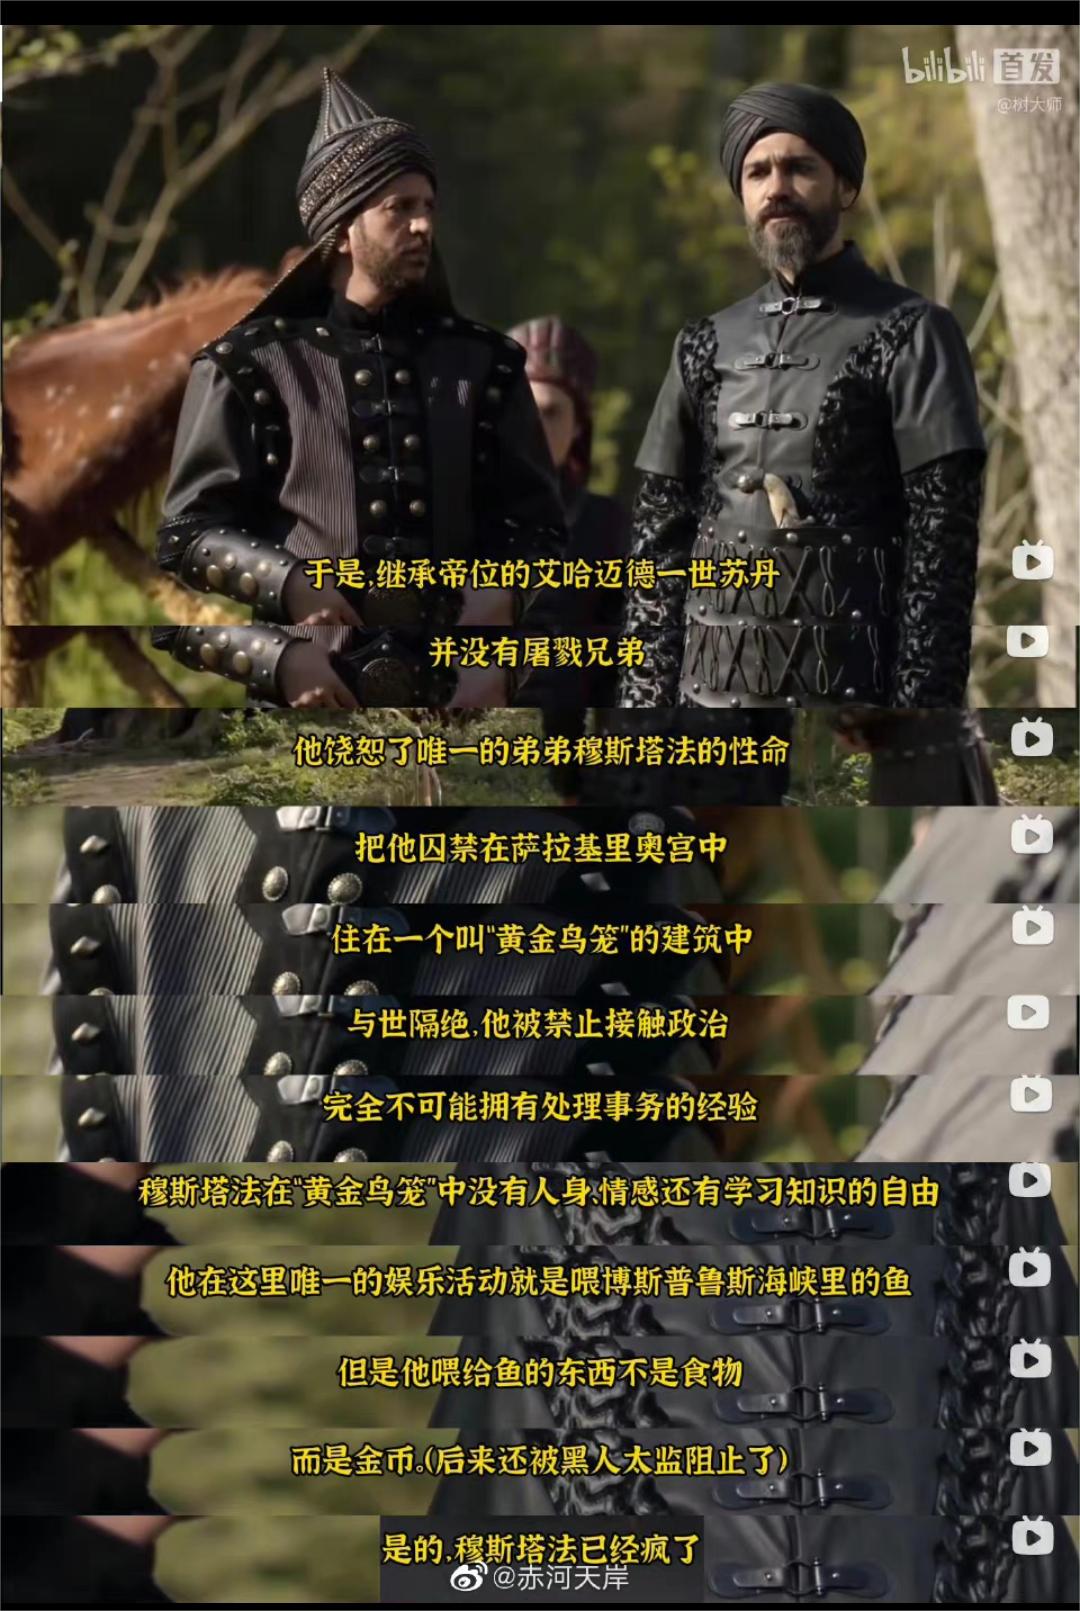 bilibili 首发
@树大师
于是,继承帝位的艾哈迈德一世苏丹
并没有屠戮兄弟
他饶恕了唯一的弟弟穆斯塔法的性命
把他囚禁在萨拉基里奥宫中
住在一个叫“黄金鸟笼”的建筑中
与世隔绝,他被禁止接触政治
完全不可能拥有处理事务的经验
穆斯塔法在“黄金鸟笼”中没有人身、情感还有学习知识的自由
他在这里唯一的娱乐活动就是喂博斯普鲁斯海峡里的鱼
但是他喂给鱼的东西不是食物
而是金币.(后来还被黑人太监阻止了)
是的,穆斯塔法已经疯了
@赤河天岸